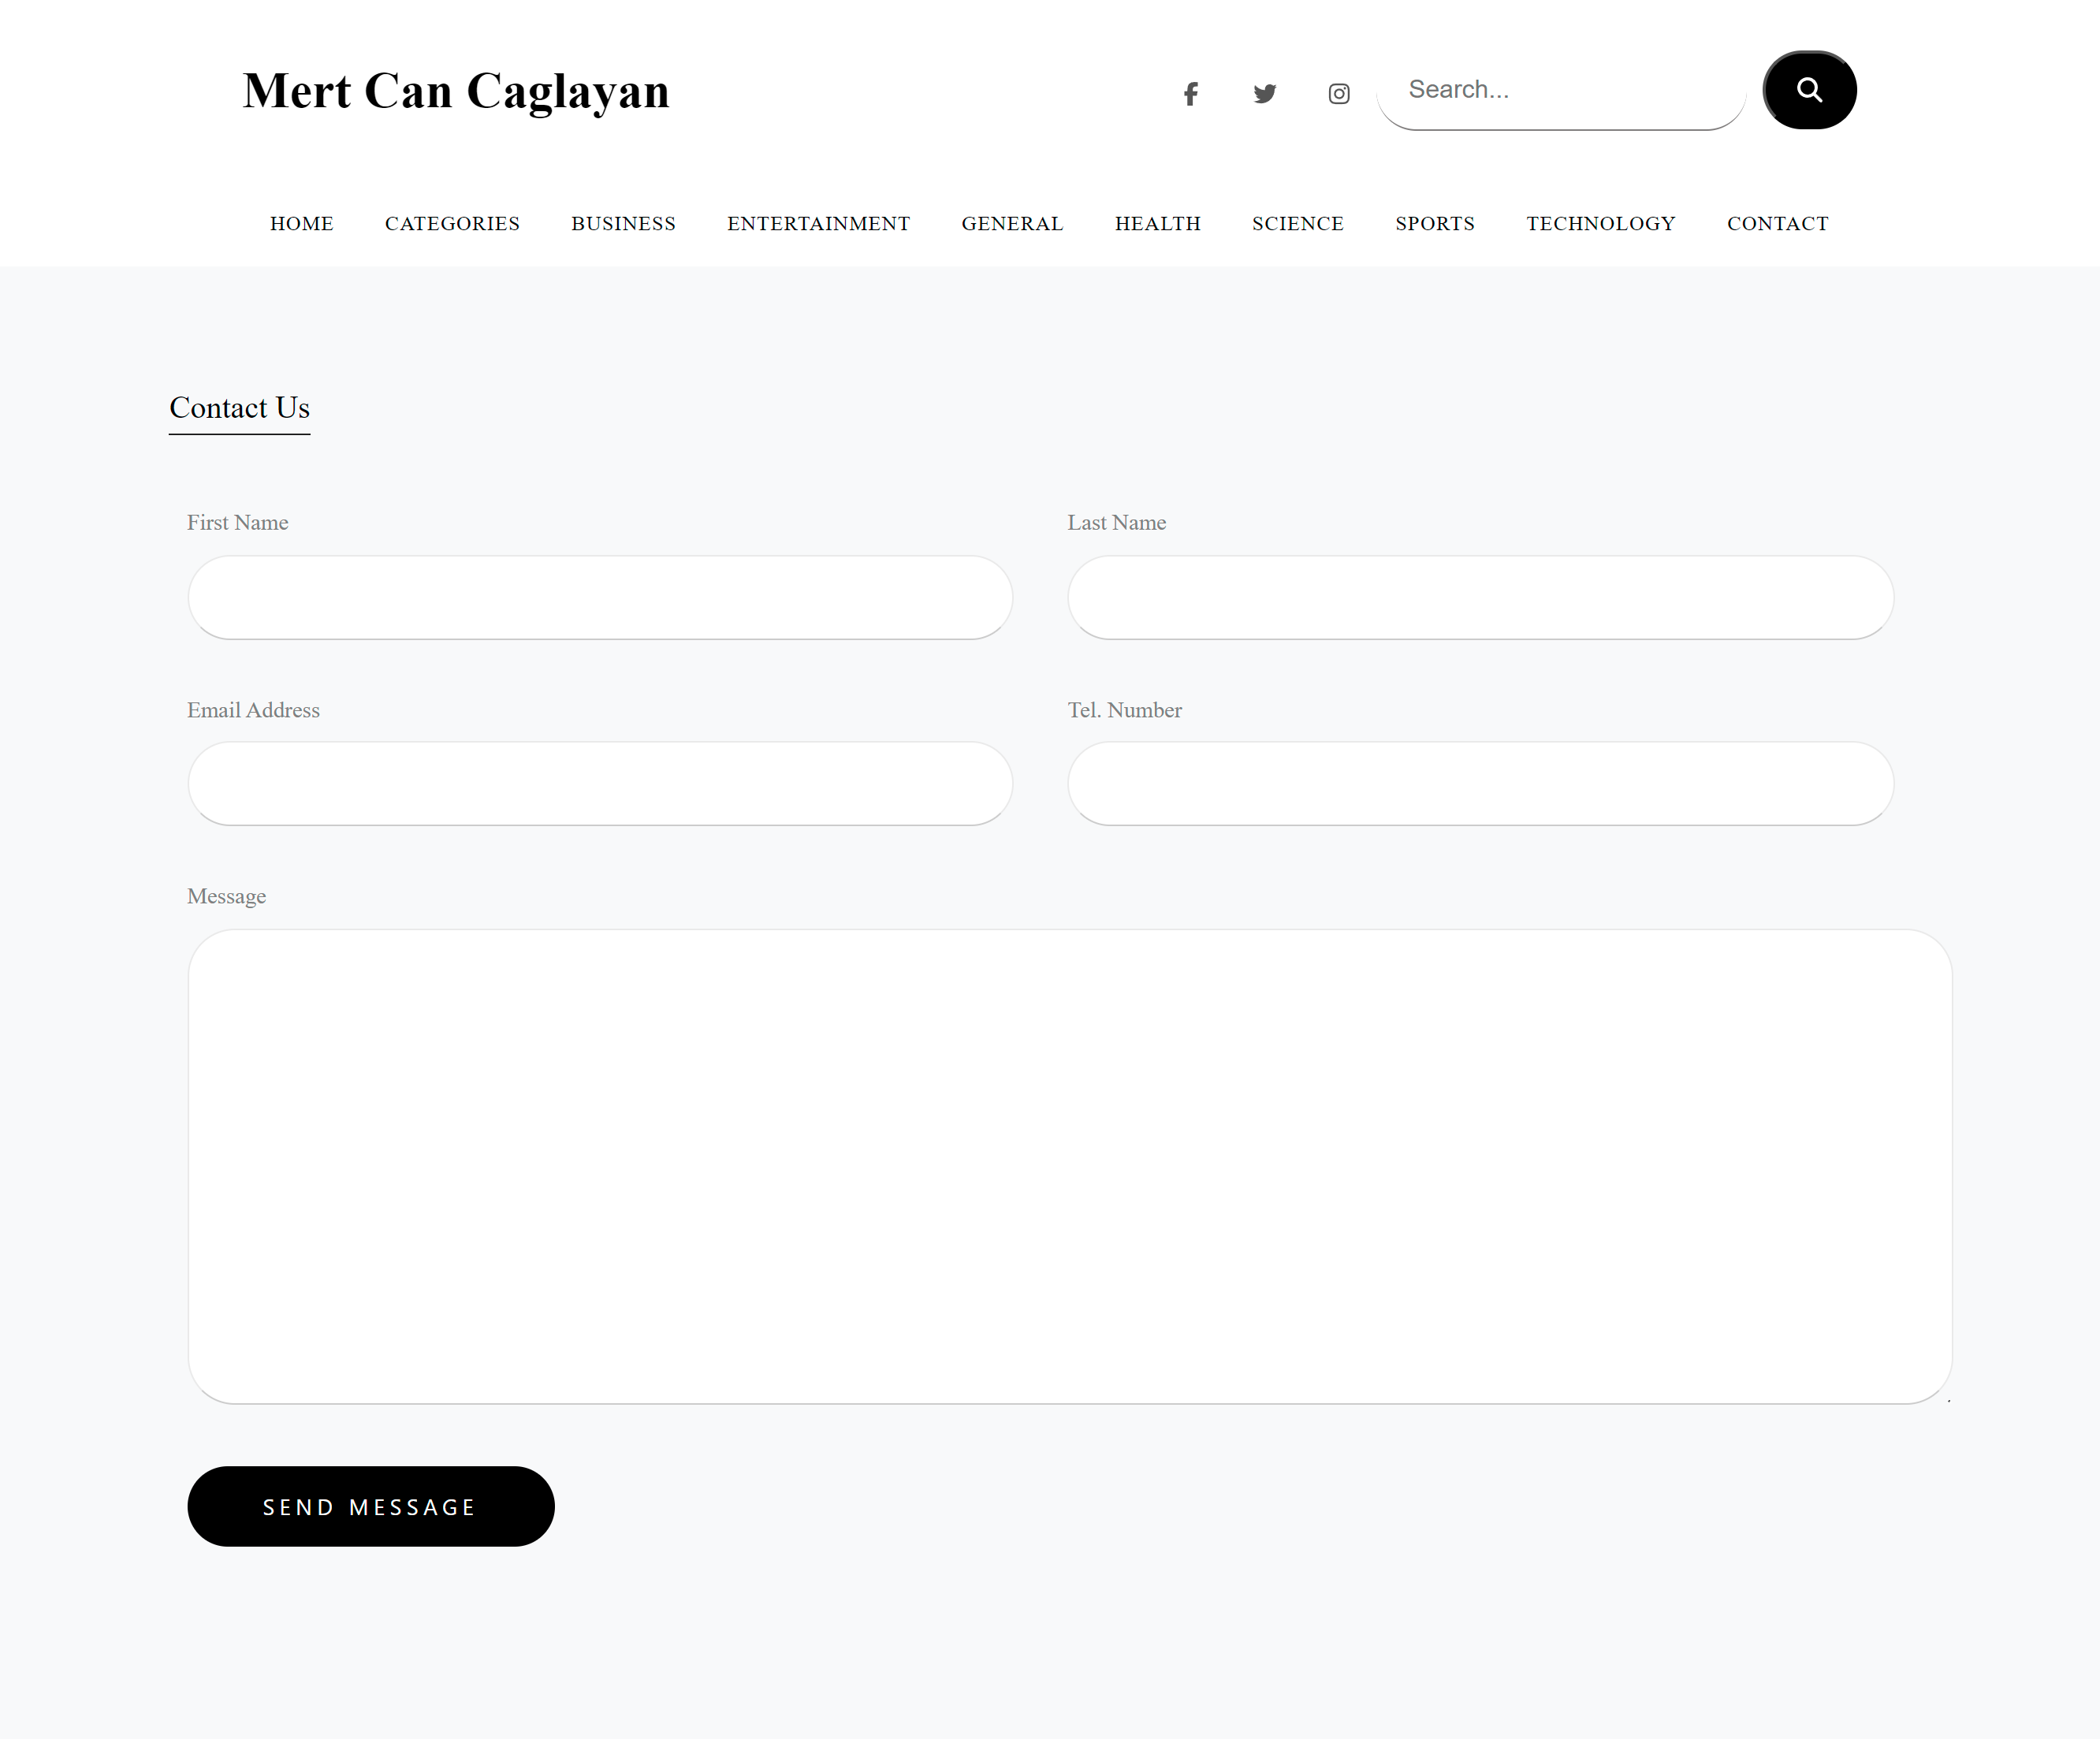 Mert Can Caglayan
Search...
HOME CATEGORIES BUSINESS ENTERTAINMENT GENERAL HEALTH SCIENCE SPORTS TECHNOLOGY CONTACT
Contact Us
First Name
Last Name
Email Address
Tel. Number
Message
SEND MESSAGE